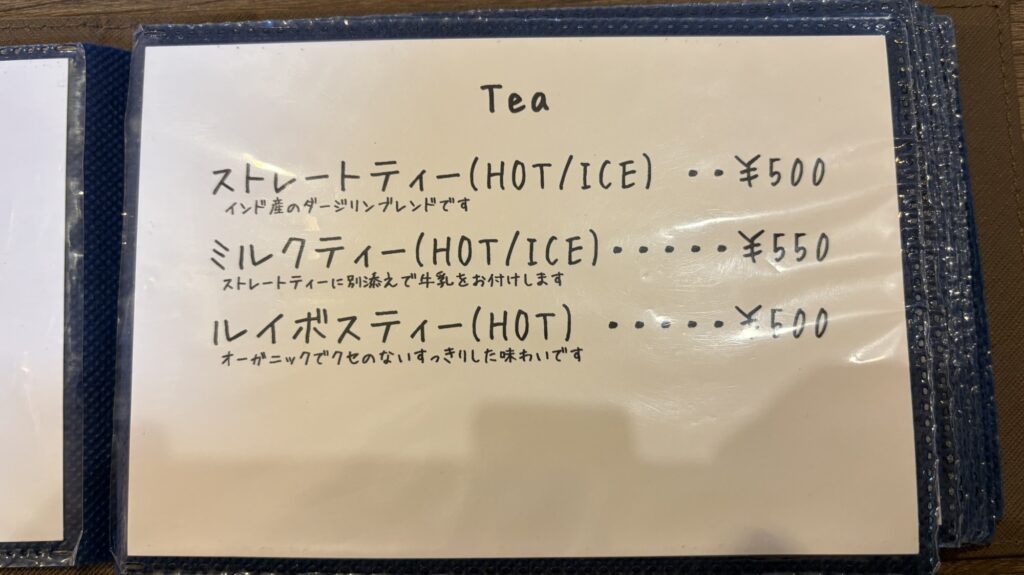 Tea
ストレートティー(HOT/ICE) ・・¥500
インド産のダージリンブレンドです
ミルクティー(HOT/ICE)・・・・・¥550
ストレートティーに別添えで牛乳をお付けします
ルイボスティー(HOT) ・・・・・¥500
オーガニックでクセのないすっきりした味わいです